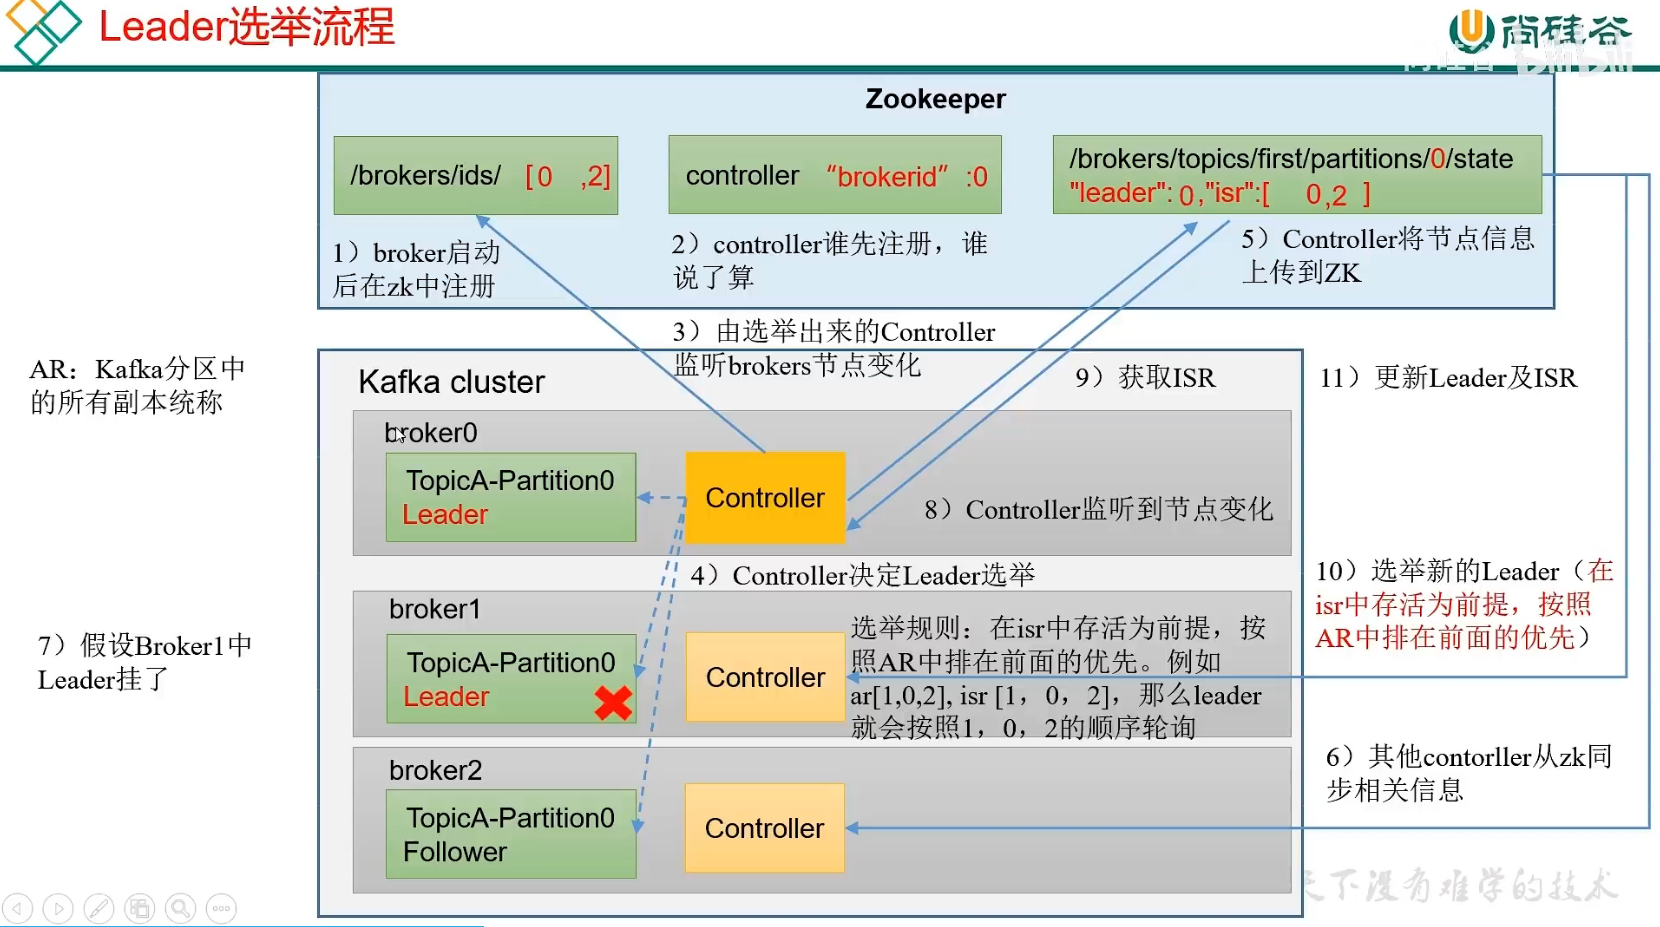 Leader选举流程
尚硅谷
Zookeeper
/brokers/ids/ [0 ,2]
controller “brokerid” :0
/brokers/topics/first/partitions/0/state
"leader": 0,"isr":[ 0,2 ]
1）broker启动
后在zk中注册
2）controller谁先注册，谁
说了算
5）Controller将节点信息
上传到ZK
3）由选举出来的Controller
监听brokers节点变化
AR：Kafka分区中
的所有副本统称
Kafka cluster
9）获取ISR
11）更新Leader及ISR
broker0
TopicA-Partition0
Leader
Controller
8）Controller监听到节点变化
4）Controller决定Leader选举
10）选举新的Leader（在
isr中存活为前提，按照
AR中排在前面的优先）
7）假设Broker1中
Leader挂了
broker1
TopicA-Partition0
Leader
Controller
选举规则：在isr中存活为前提，按
照AR中排在前面的优先。例如
ar[1,0,2], isr [1，0，2]，那么leader
就会按照1，0，2的顺序轮询
broker2
TopicA-Partition0
Follower
Controller
6）其他contorller从zk同
步相关信息
天下没有难学的技术